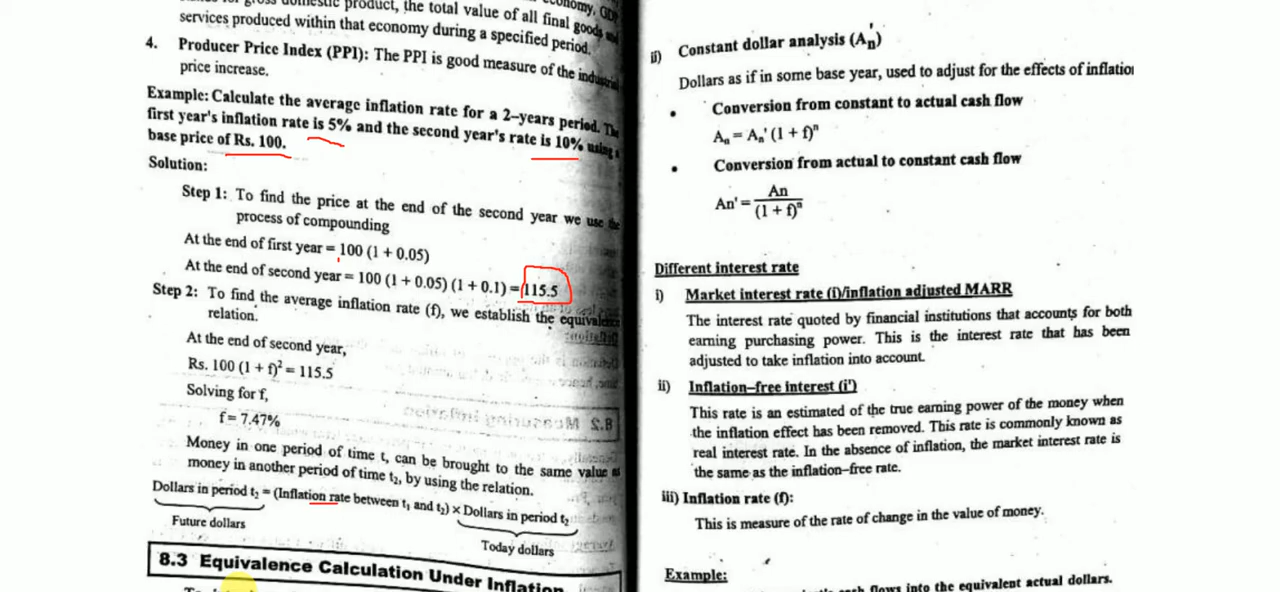 services produced within that economy during a specified period.
product, the total value of all final goods and
4. Producer Price Index (PPI): The PPI is good measure of the industrial
price increase.
Example: Calculate the average inflation rate for a 2–years period. The
first year's inflation rate is 5% and the second year's rate is 10% using a
base price of Rs. 100.
Solution:
Step 1: To find the price at the end of the second year we use the
process of compounding
At the end of first year = 100 (1 + 0.05)
At the end of second year = 100 (1 + 0.05) (1 + 0.1) = 115.5
Step 2: To find the average inflation rate (f), we establish the equivalence
relation.
At the end of second year,
Rs. 100 (1 + f)² = 115.5
Solving for f,
f = 7.47%
Money in one period of time t, can be brought to the same value as
money in another period of time t₂, by using the relation.
Dollars in period t₂ = (Inflation rate between t₁ and t₂) × Dollars in period t₂
Future dollars
Today dollars
8.3 Equivalence Calculation Under Inflation
ii) Constant dollar analysis (Aₙ')
Dollars as if in some base year, used to adjust for the effects of inflation
• Conversion from constant to actual cash flow
Aₙ = Aₙ' (1 + f)ⁿ
• Conversion from actual to constant cash flow
An' = An / (1 + f)ⁿ
Different interest rate
i) Market interest rate (i)/inflation adjusted MARR
The interest rate quoted by financial institutions that accounts for both
earning purchasing power. This is the interest rate that has been
adjusted to take inflation into account.
ii) Inflation–free interest (i')
This rate is an estimated of the true earning power of the money when
the inflation effect has been removed. This rate is commonly known as
real interest rate. In the absence of inflation, the market interest rate is
the same as the inflation–free rate.
iii) Inflation rate (f):
This is measure of the rate of change in the value of money.
Example:
flows into the equivalent actual dollars.